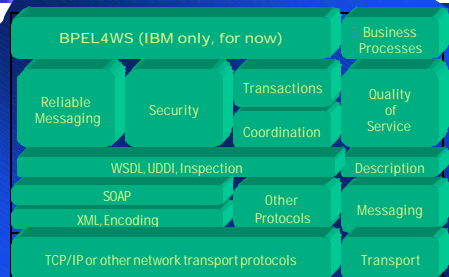 BPEL4WS (IBM only, for now)
Business
Processes
Reliable
Messaging
Security
Transactions
Coordination
Quality
of
Service
WSDL, UDDI, Inspection
Description
SOAP
XML, Encoding
Other
Protocols
Messaging
TCP/IP or other network transport protocols
Transport